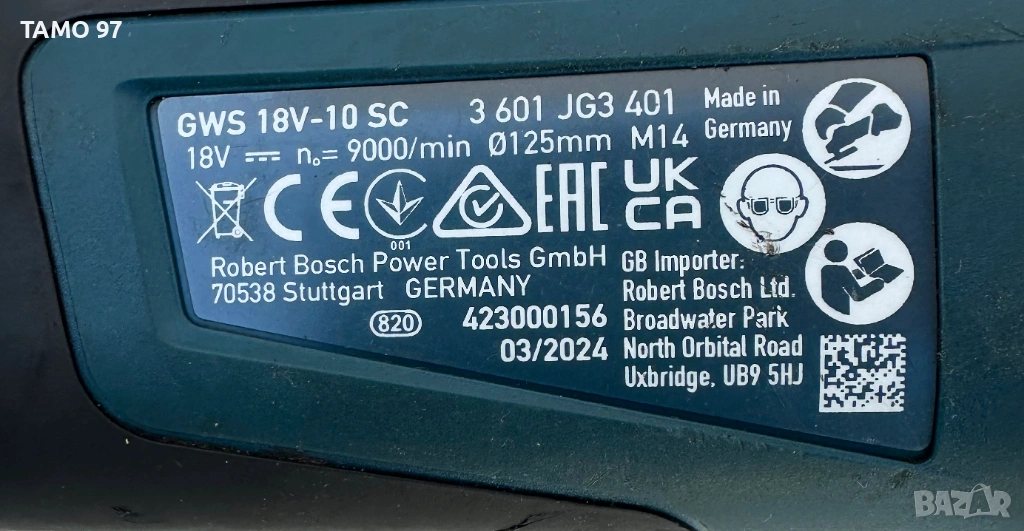 TAMO 97
GWS 18V-10 SC 3 601 JG3 401
18V ⎓ n₀= 9000/min Ø125mm M14
Made in
Germany
CE 001 EAC UK
CA
Robert Bosch Power Tools GmbH
70538 Stuttgart GERMANY
820 423000156
03/2024
GB Importer:
Robert Bosch Ltd.
Broadwater Park
North Orbital Road
Uxbridge, UB9 5HJ
BAZAR